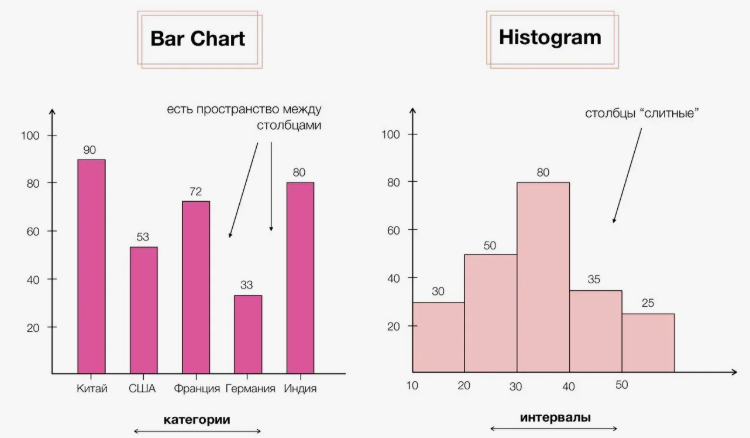 Bar Chart
есть пространство между
столбцами
100
80
60
40
20
90
53
72
33
80
Китай США Франция Германия Индия
категории
Histogram
столбцы “слитные”
100
80
60
40
20
30
50
80
35
25
10 20 30 40 50
интервалы